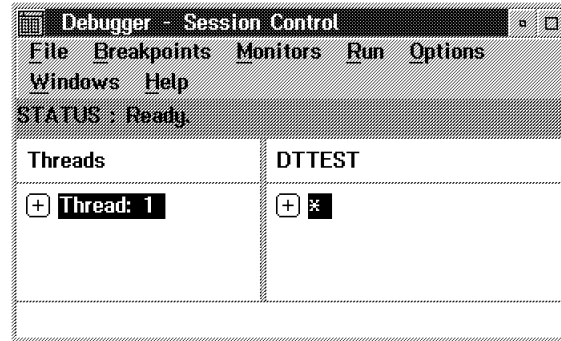 Debugger - Session Control
File Breakpoints Monitors Run Options
Windows Help
STATUS : Ready.
Threads DTTEST
Thread: 1 *